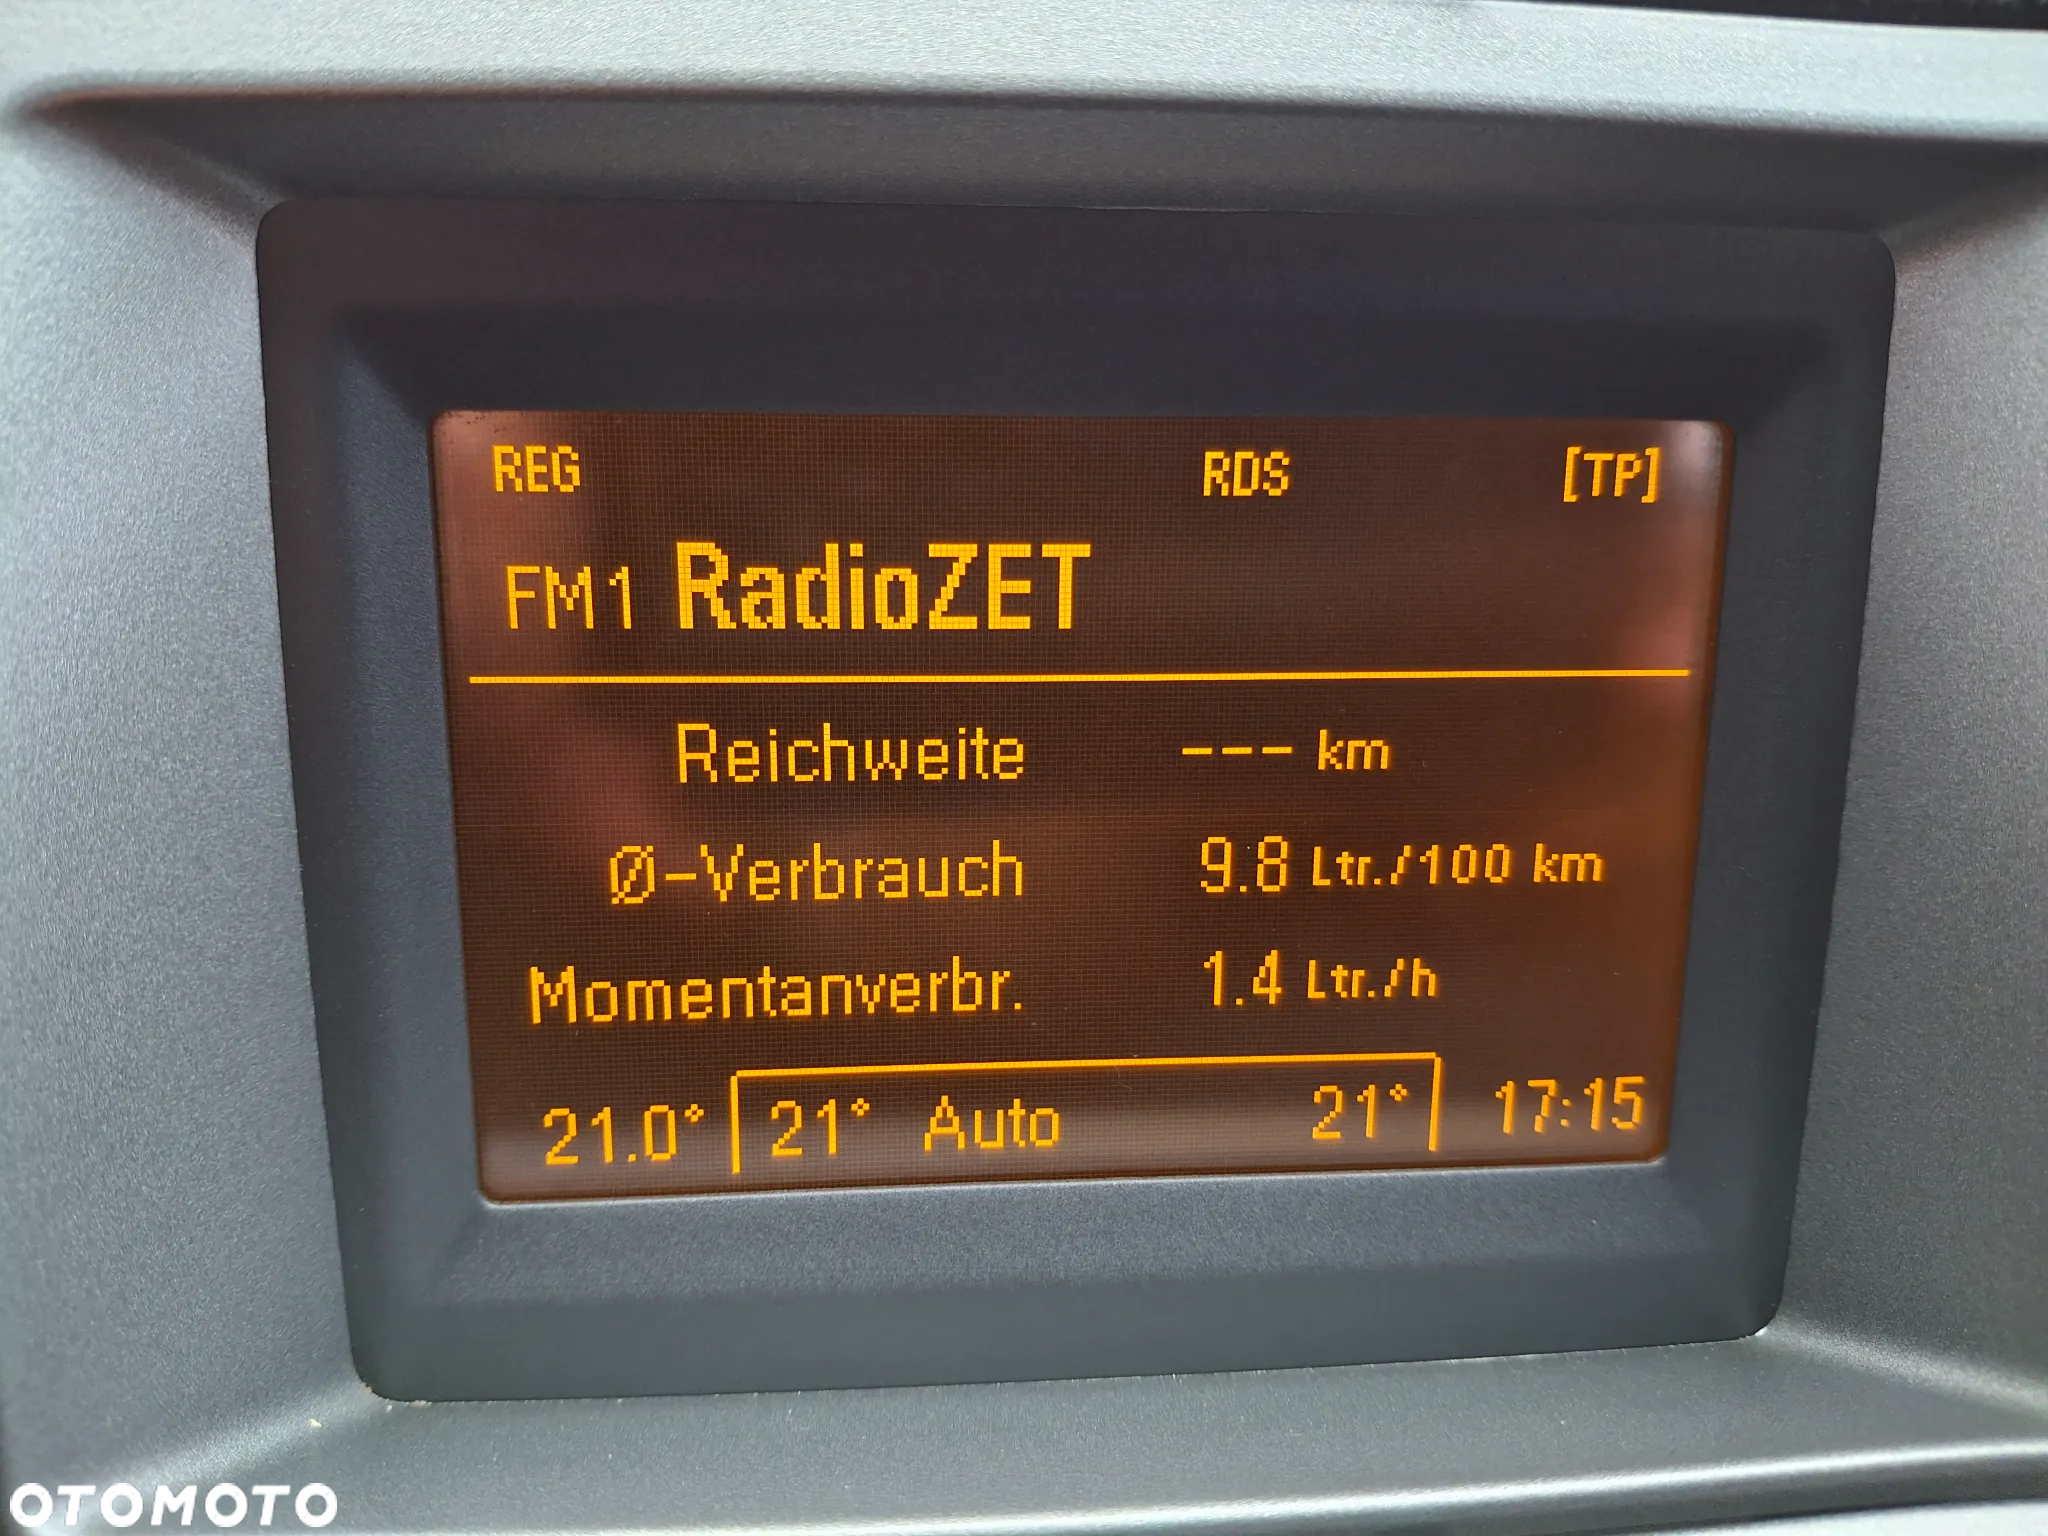 REG RDS [TP]
FM1 RadioZET
Reichweite --- km
Ø-Verbrauch 9.8 Ltr./100 km
Momentanverbr. 1.4 Ltr./h
21.0° 21° Auto 21° 17:15
OTOMOTO